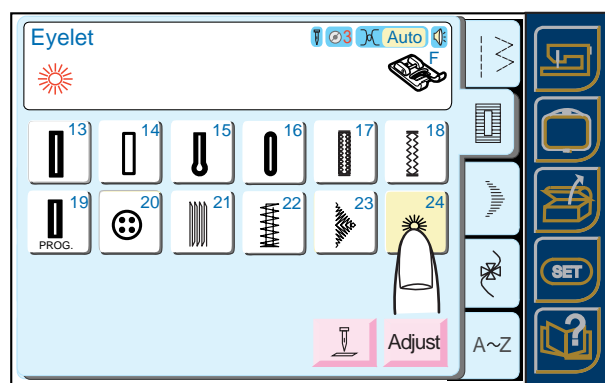 Eyelet
3 Auto
F
13 14 15 16 17 18
19 20 21 22 23 24
PROG.
Adjust
A~Z
SET
?